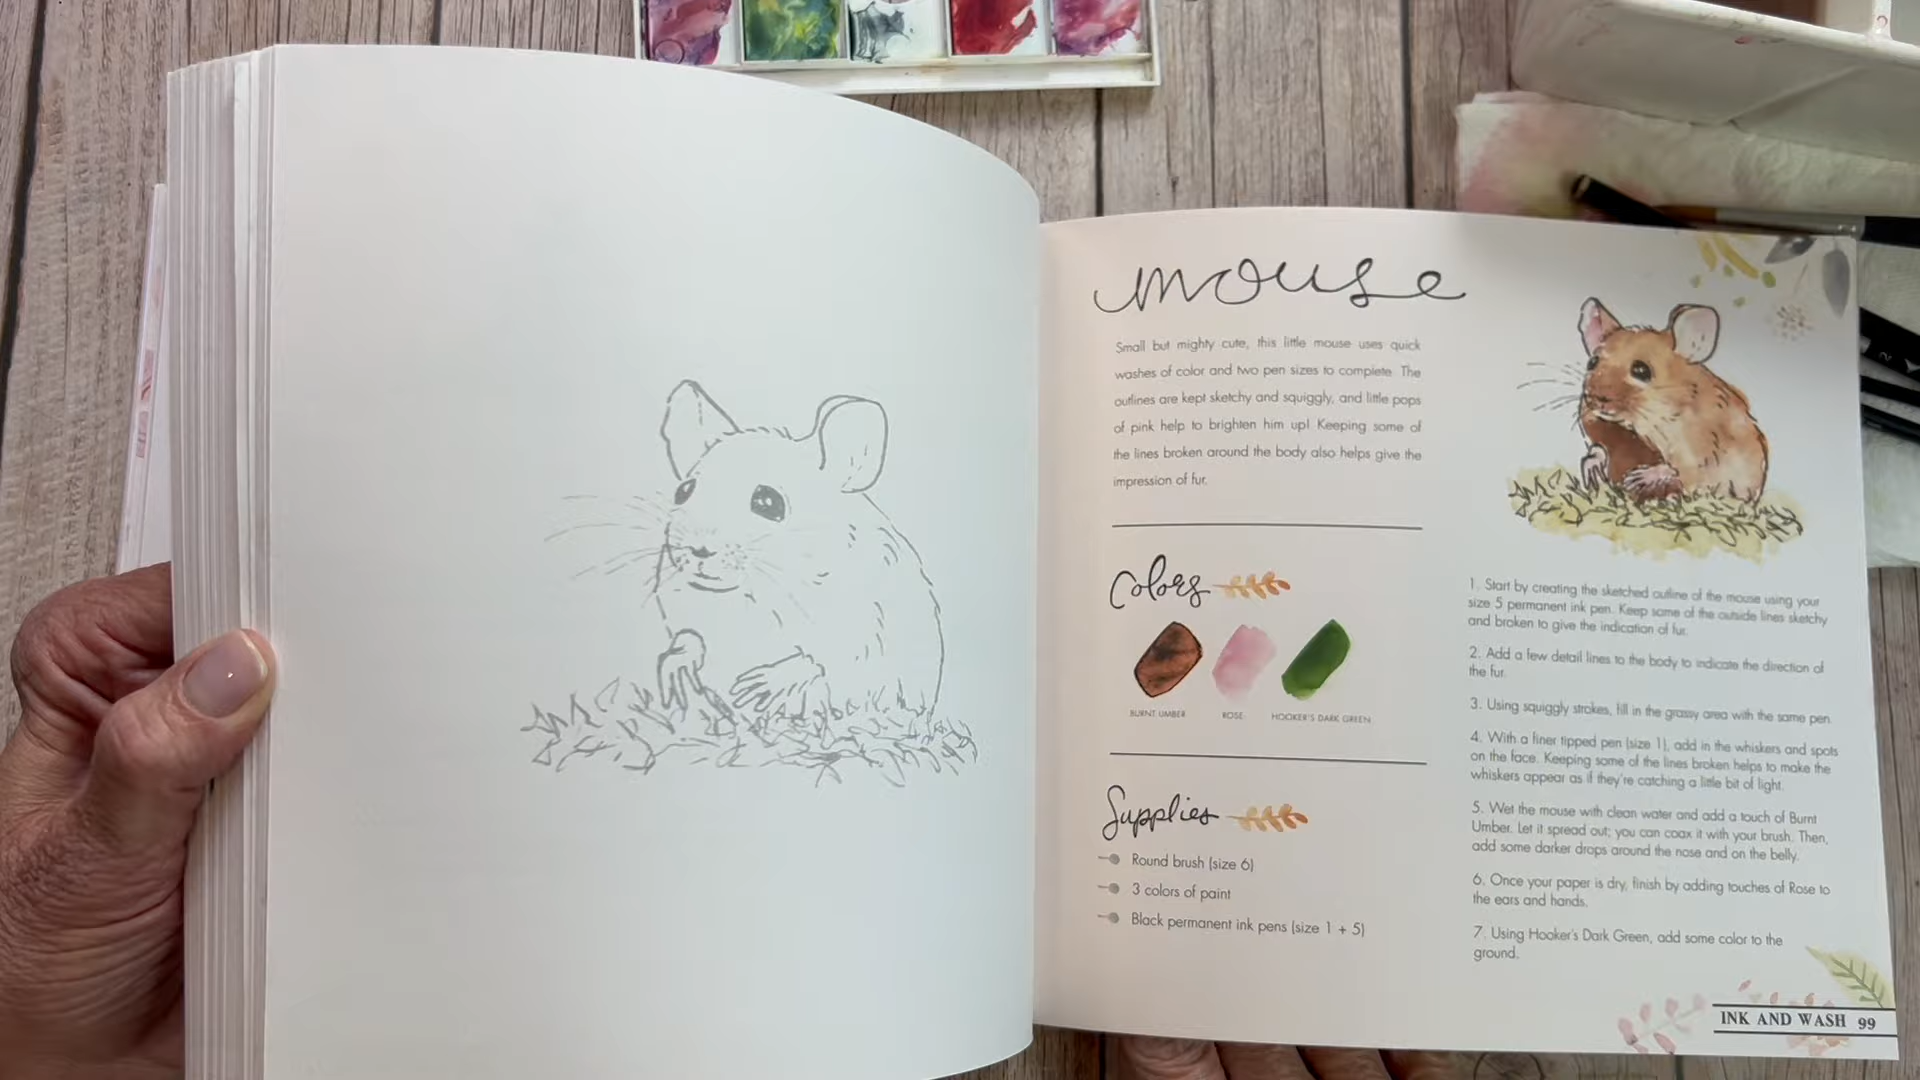 mouse
Small but mighty cute, this little mouse uses quick
washes of color and two pen sizes to complete. The
outlines are kept sketchy and squiggly, and little pops
of pink help to brighten him up! Keeping some of
the lines broken around the body also helps give the
impression of fur.
Colors
BURNT UMBER ROSE HOOKER'S DARK GREEN
Supplies
Round brush (size 6)
3 colors of paint
Black permanent ink pens (size 1 + 5)
1. Start by creating the sketched outline of the mouse using your
size 5 permanent ink pen. Keep some of the outside lines sketchy
and broken to give the indication of fur.
2. Add a few detail lines to the body to indicate the direction of
the fur.
3. Using squiggly strokes, fill in the grassy area with the same pen.
4. With a finer tipped pen (size 1), add in the whiskers and spots
on the face. Keeping some of the lines broken helps to make the
whiskers appear as if they're catching a little bit of light.
5. Wet the mouse with clean water and add a touch of Burnt
Umber. Let it spread out; you can coax it with your brush. Then,
add some darker drops around the nose and on the belly.
6. Once your paper is dry, finish by adding touches of Rose to
the ears and hands.
7. Using Hooker's Dark Green, add some color to the
ground.
INK AND WASH 99